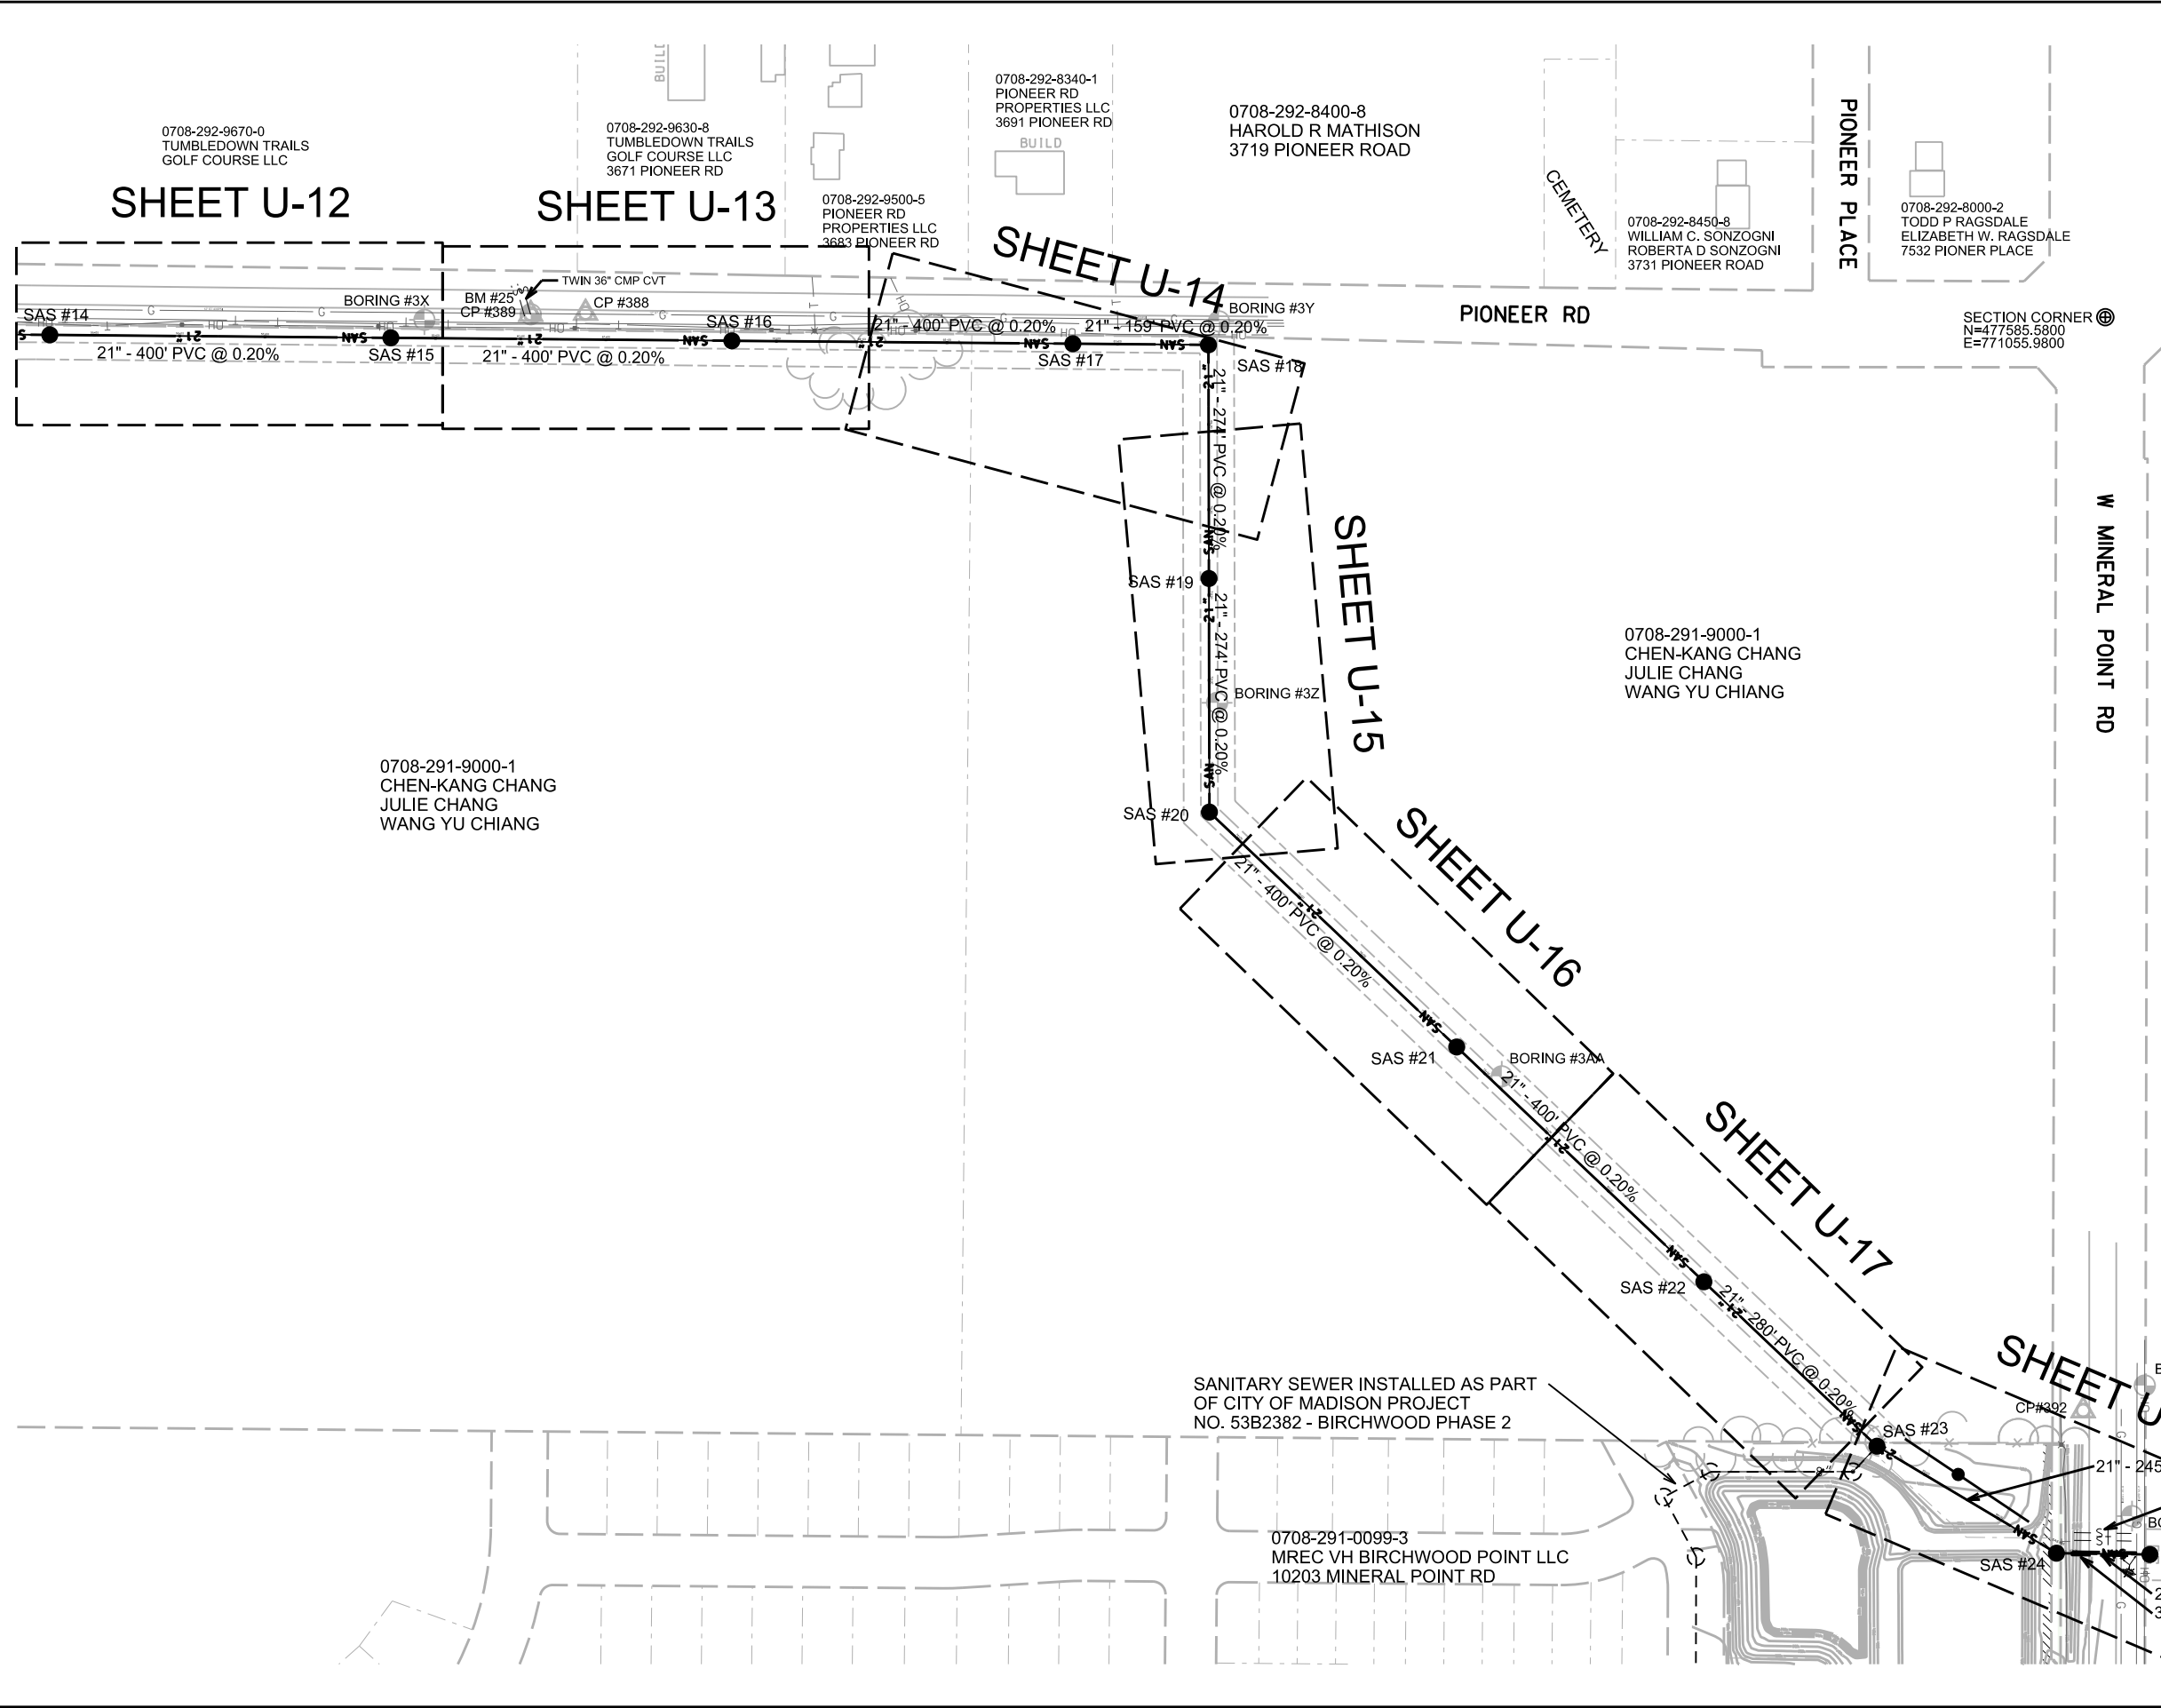 BUILD
0708-292-9670-0
TUMBLEDOWN TRAILS
GOLF COURSE LLC
SHEET U-12
0708-292-9630-8
TUMBLEDOWN TRAILS
GOLF COURSE LLC
3671 PIONEER RD
SHEET U-13
0708-292-9500-5
PIONEER RD
PROPERTIES LLC
3683 PIONEER RD
0708-292-8340-1
PIONEER RD
PROPERTIES LLC
3691 PIONEER RD
BUILD
0708-292-8400-8
HAROLD R MATHISON
3719 PIONEER ROAD
CEMETERY
0708-292-8450-8
WILLIAM C. SONZOGNI
ROBERTA D SONZOGNI
3731 PIONEER ROAD
PIONEER PLACE
0708-292-8000-2
TODD P RAGSDALE
ELIZABETH W. RAGSDALE
7532 PIONER PLACE
SHEET U-14
PIONEER RD
SECTION CORNER
N=477585.5800
E=771055.9800
SAS #14
21" - 400' PVC @ 0.20%
BORING #3X
SAS #15
BM #25
CP #389
TWIN 36" CMP CVT
CP #388
21" - 400' PVC @ 0.20%
SAS #16
21" - 400' PVC @ 0.20%
SAS #17
21" - 159' PVC @ 0.20%
BORING #3Y
SAS #18
21" - 274' PVC @ 0.20%
SAS #19
21" - 274' PVC @ 0.20%
BORING #3Z
SHEET U-15
SAS #20
W MINERAL POINT RD
0708-291-9000-1
CHEN-KANG CHANG
JULIE CHANG
WANG YU CHIANG
0708-291-9000-1
CHEN-KANG CHANG
JULIE CHANG
WANG YU CHIANG
21" - 400' PVC @ 0.20%
SHEET U-16
SAS #21
BORING #3AA
21" - 400' PVC @ 0.20%
SHEET U-17
SAS #22
21" - 280' PVC @ 0.20%
SAS #23
SHEET U
CP#392
21" - 245
SAS #24
SANITARY SEWER INSTALLED AS PART
OF CITY OF MADISON PROJECT
NO. 53B2382 - BIRCHWOOD PHASE 2
0708-291-0099-3
MREC VH BIRCHWOOD POINT LLC
10203 MINERAL POINT RD